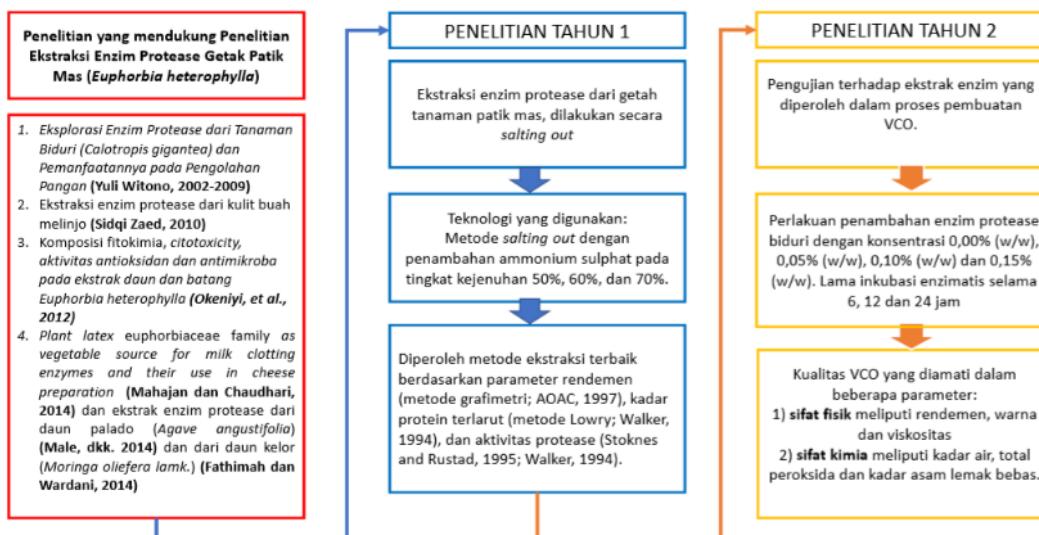 Penelitian yang mendukung Penelitian
Ekstraksi Enzim Protease Getak Patik
Mas (Euphorbia heterophylla)
1. Eksplorasi Enzim Protease dari Tanaman
Biduri (Calotropis gigantea) dan
Pemanfaatannya pada Pengolahan
Pangan (Yuli Witono, 2002-2009)
2. Ekstraksi enzim protease dari kulit buah
melinjo (Sidqi Zaed, 2010)
3. Komposisi fitokimia, citotoxicity,
aktivitas antioksidan dan antimikroba
pada ekstrak daun dan batang
Euphorbia heterophylla (Okeniyi, et al.,
2012)
4. Plant latex euphorbiaceae family as
vegetable source for milk clotting
enzymes and their use in cheese
preparation (Mahajan dan Chaudhari,
2014) dan ekstrak enzim protease dari
daun palado (Agave angustifolia)
(Male, dkk. 2014) dan dari daun kelor
(Moringa oliefera lamk.) (Fathimah dan
Wardani, 2014)
PENELITIAN TAHUN 1
Ekstraksi enzim protease dari getah
tanaman patik mas, dilakukan secara
salting out
Teknologi yang digunakan:
Metode salting out dengan
penambahan ammonium sulphat pada
tingkat kejenuhan 50%, 60%, dan 70%.
Diperoleh metode ekstraksi terbaik
berdasarkan parameter rendemen
(metode grafimetri; AOAC, 1997), kadar
protein terlarut (metode Lowry; Walker,
1994), dan aktivitas protease (Stoknes
and Rustad, 1995; Walker, 1994).
PENELITIAN TAHUN 2
Pengujian terhadap ekstrak enzim yang
diperoleh dalam proses pembuatan
VCO.
Perlakuan penambahan enzim protease
biduri dengan konsentrasi 0,00% (w/w),
0,05% (w/w), 0,10% (w/w) dan 0,15%
(w/w). Lama inkubasi enzimatis selama
6, 12 dan 24 jam
Kualitas VCO yang diamati dalam
beberapa parameter:
1) sifat fisik meliputi rendemen, warna
dan viskositas
2) sifat kimia meliputi kadar air, total
peroksida dan kadar asam lemak bebas.